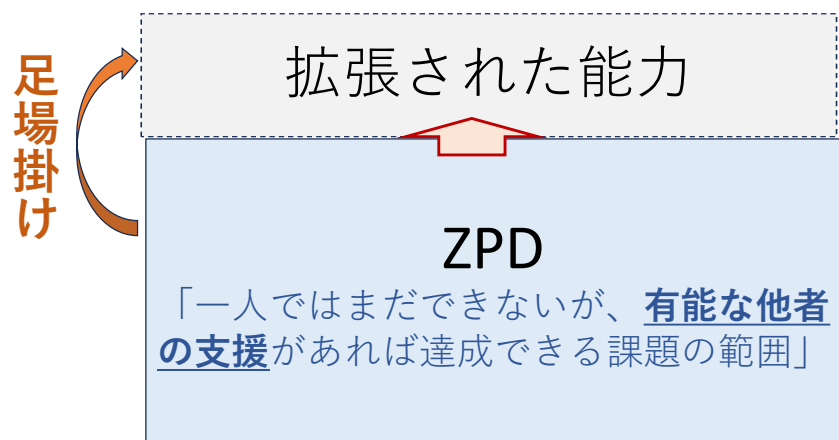 足場掛け
拡張された能力
ZPD
「一人ではまだできないが、有能な他者
の支援があれば達成できる課題の範囲」